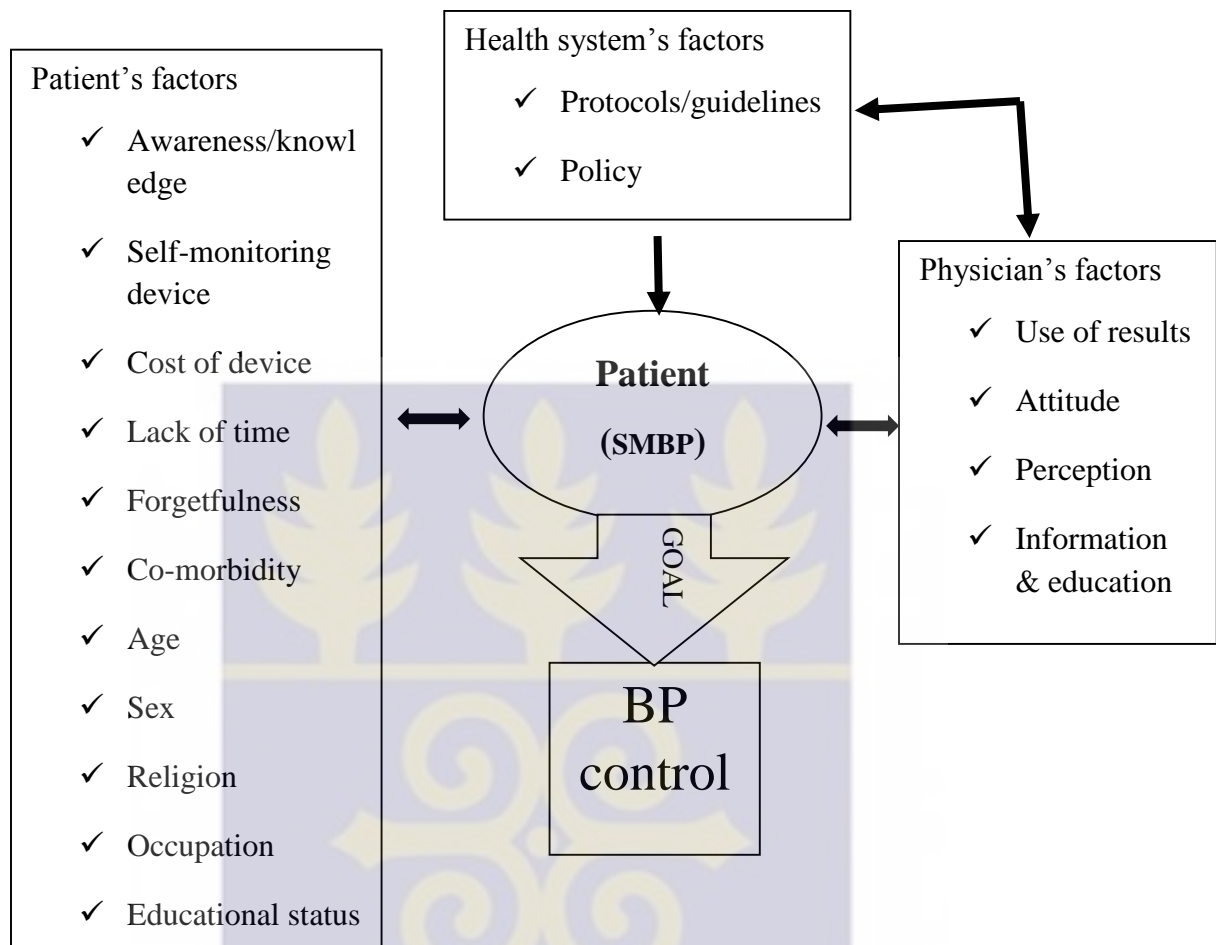 Patient's factors
✓ Awareness/knowl
edge
✓ Self-monitoring
device
✓ Cost of device
✓ Lack of time
✓ Forgetfulness
✓ Co-morbidity
✓ Age
✓ Sex
✓ Religion
✓ Occupation
✓ Educational status
Health system's factors
✓ Protocols/guidelines
✓ Policy
Patient
(SMBP)
GOAL
BP
control
Physician's factors
✓ Use of results
✓ Attitude
✓ Perception
✓ Information
& education